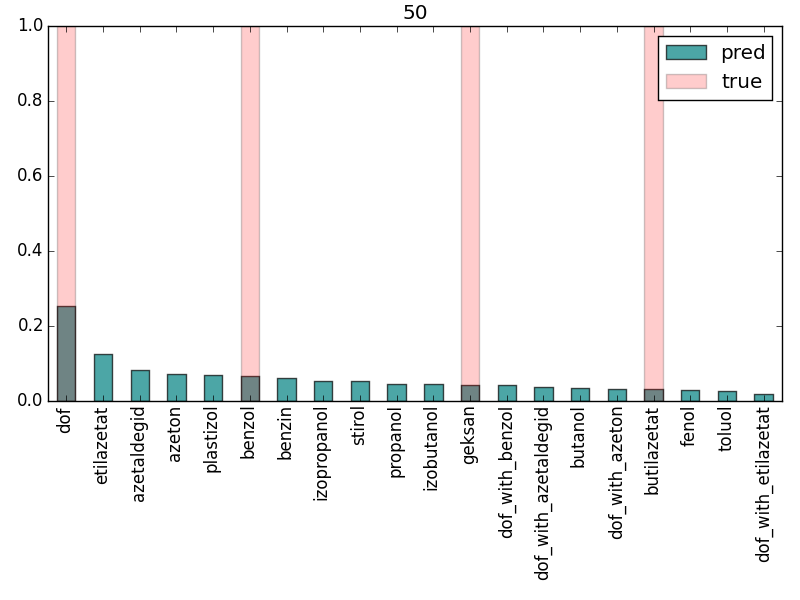 50
1.0
0.8
0.6
0.4
0.2
0.0
pred
true
dof
etilazetat
azetaldegid
azeton
plastizol
benzol
benzin
izopropanol
stirol
propanol
izobutanol
geksan
dof_with_benzol
dof_with_azetaldegid
butanol
dof_with_azeton
butilazetat
fenol
toluol
dof_with_etilazetat